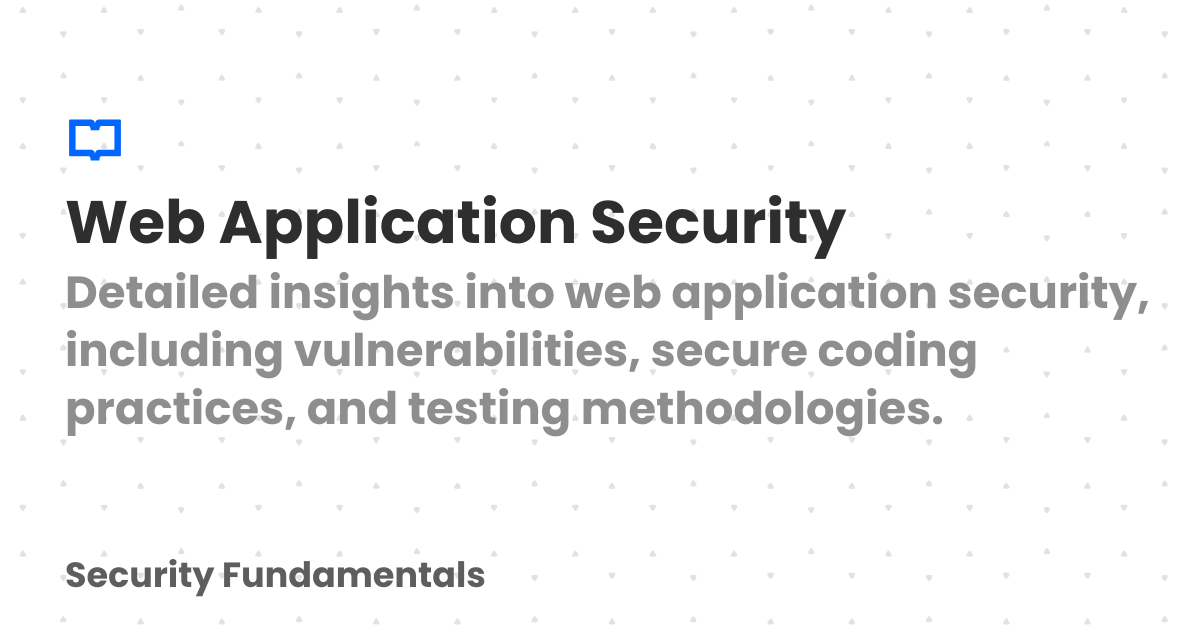 Web Application Security
Detailed insights into web application security,
including vulnerabilities, secure coding
practices, and testing methodologies.
Security Fundamentals